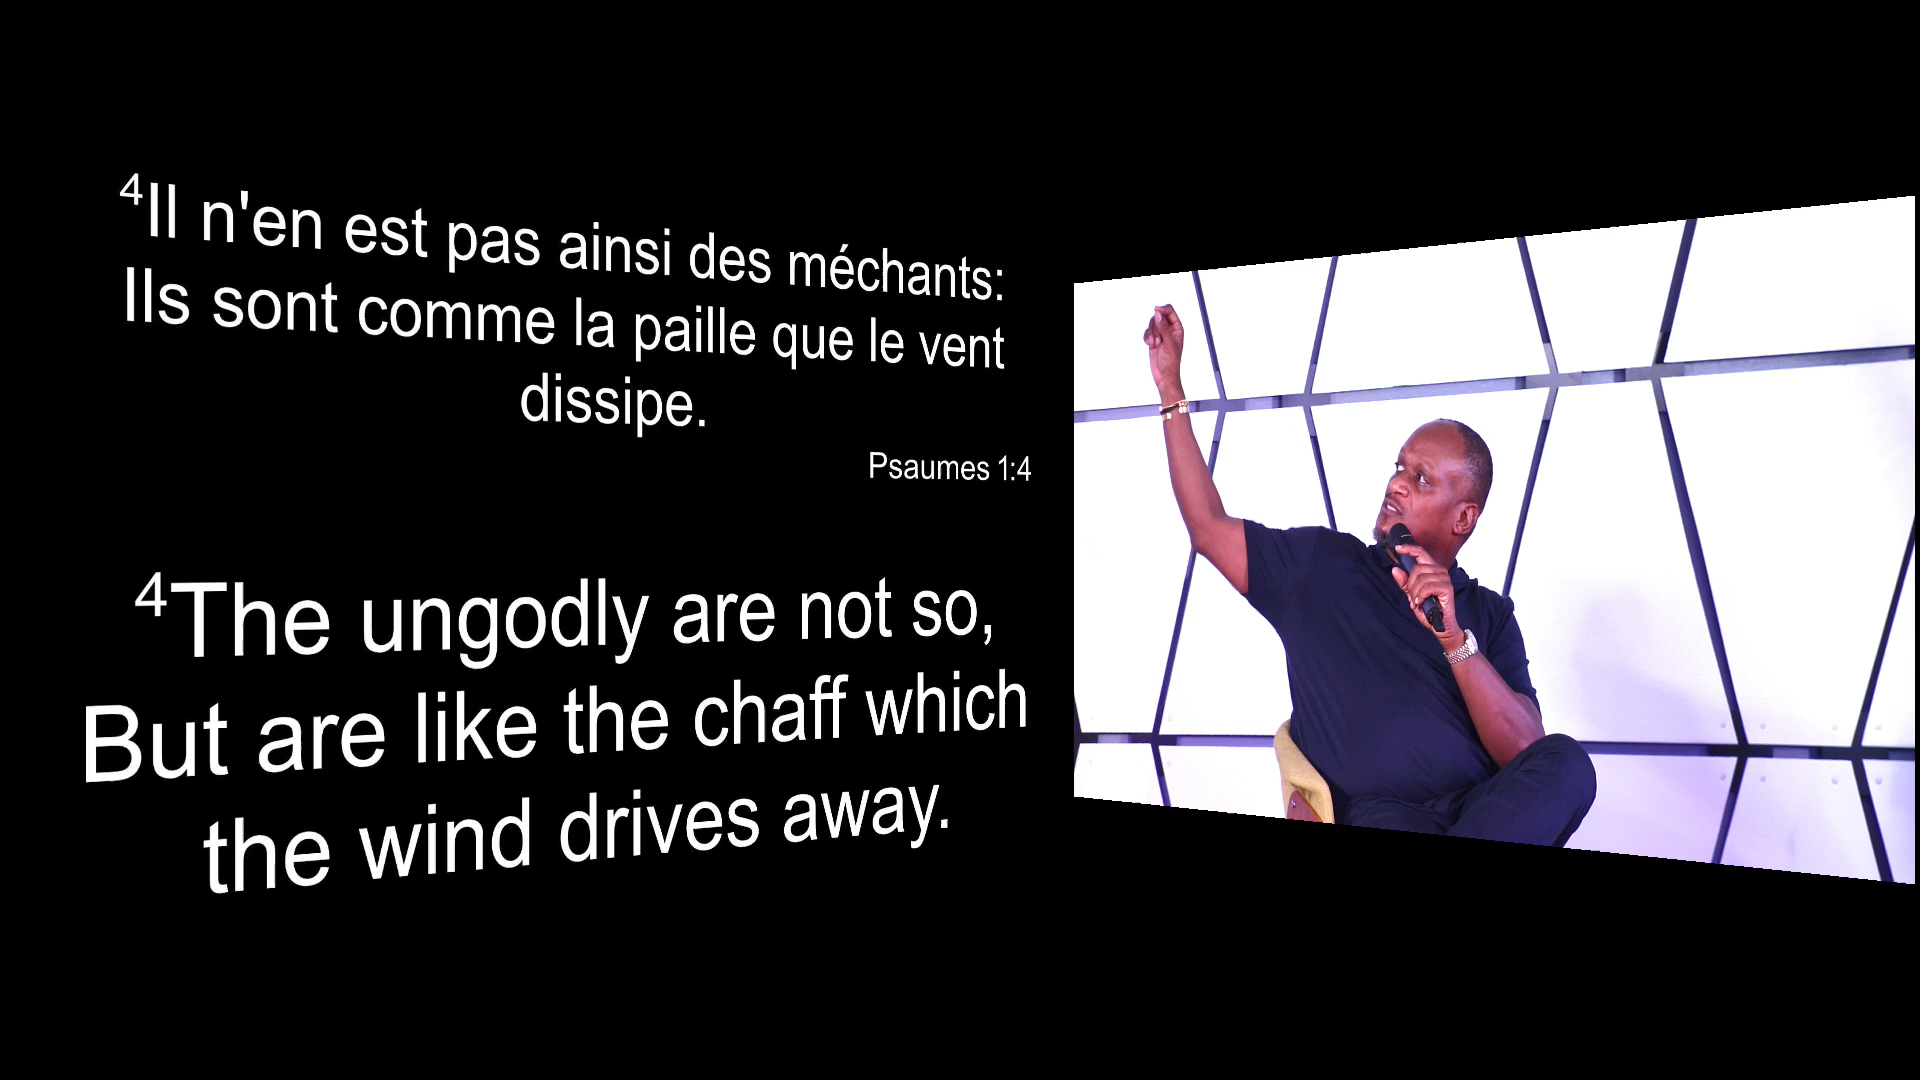 ⁴Il n'en est pas ainsi des méchants:
Ils sont comme la paille que le vent
dissipe.
Psaumes 1:4
⁴The ungodly are not so,
But are like the chaff which
the wind drives away.